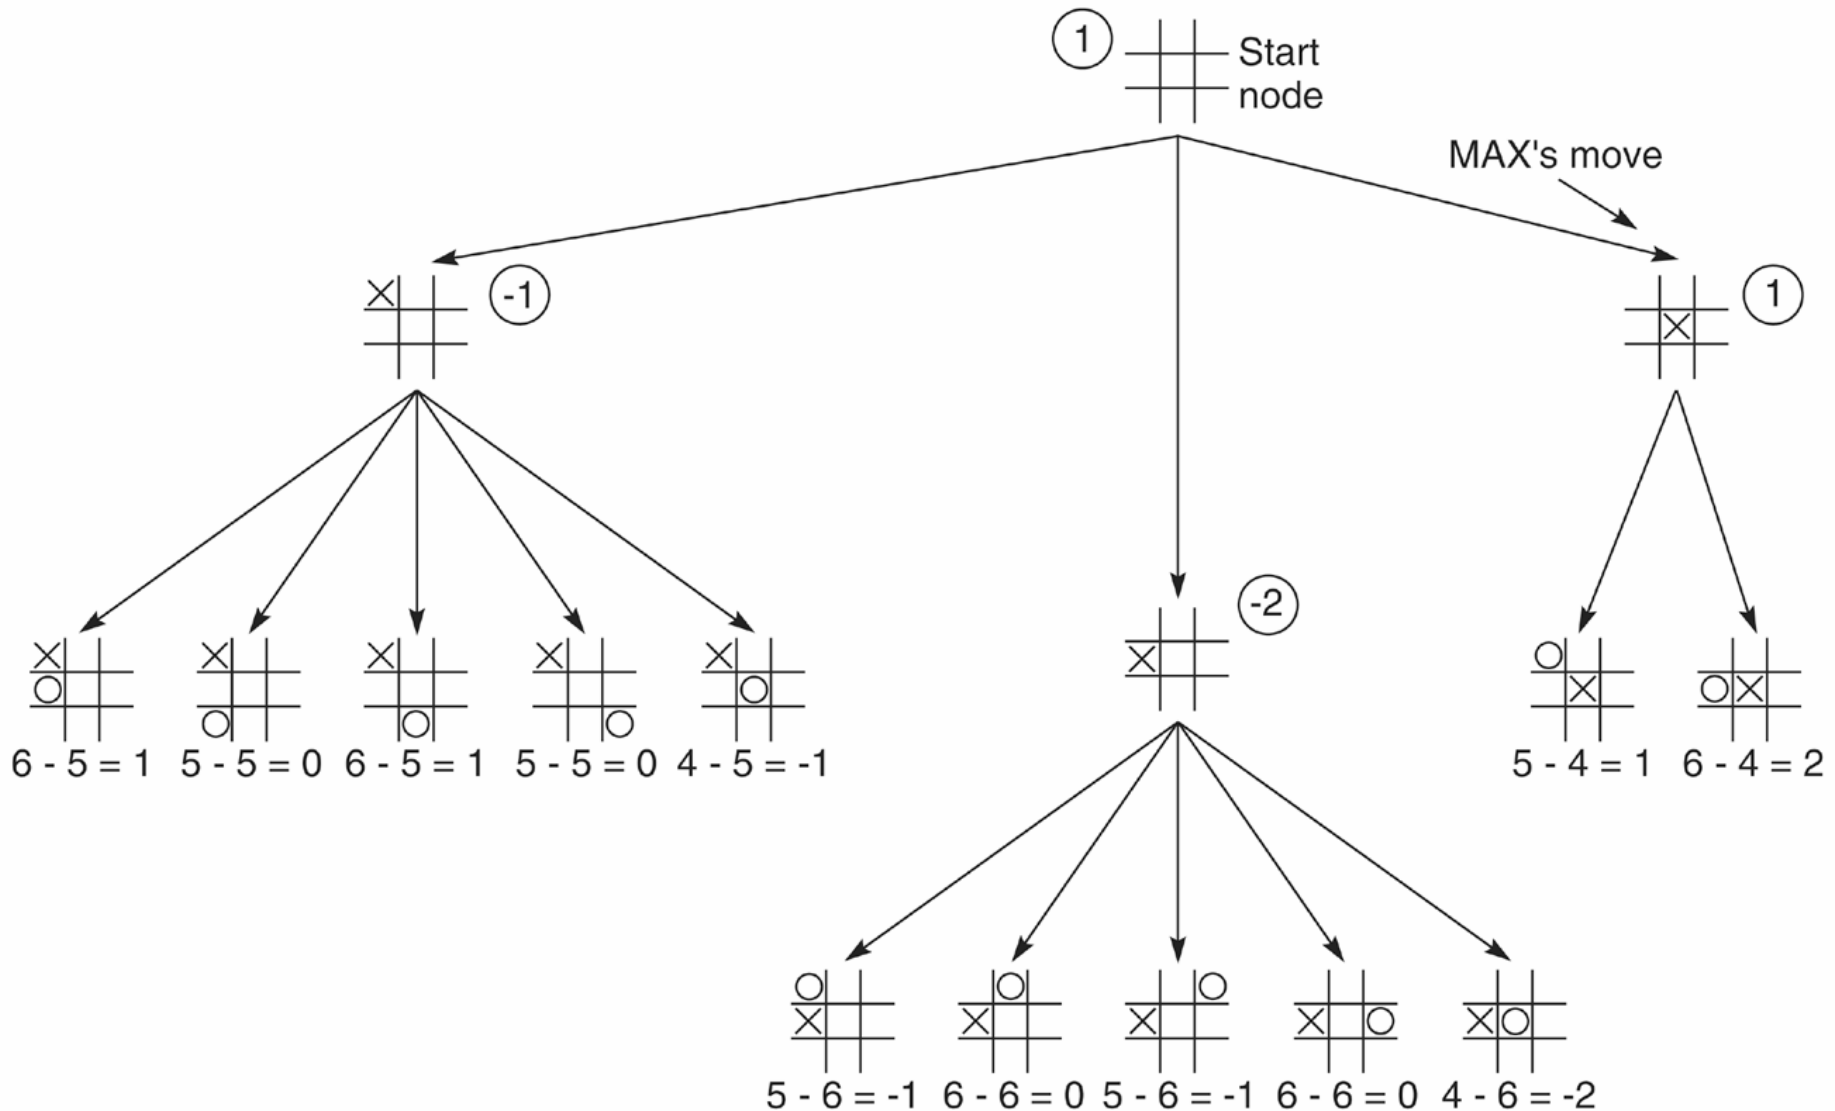 1
Start
node
MAX's move
-1
1
6 - 5 = 1
5 - 5 = 0
6 - 5 = 1
5 - 5 = 0
4 - 5 = -1
-2
5 - 4 = 1
6 - 4 = 2
5 - 6 = -1
6 - 6 = 0
5 - 6 = -1
6 - 6 = 0
4 - 6 = -2